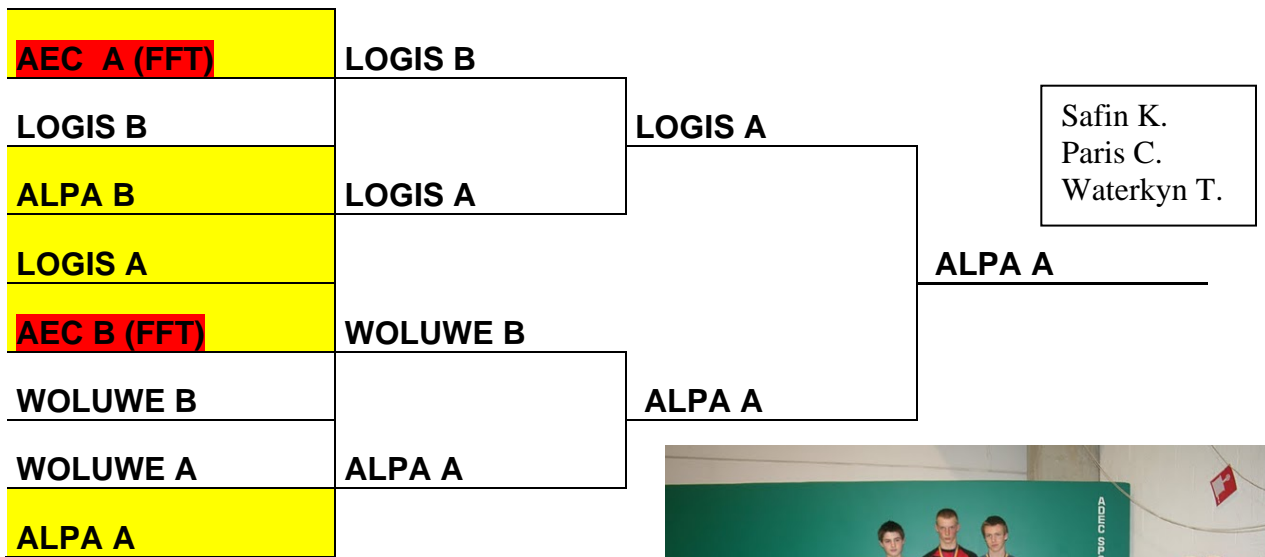 AEC A (FFT)
LOGIS B
ALPA B
LOGIS A
AEC B (FFT)
WOLUWE B
WOLUWE A
ALPA A
LOGIS B
LOGIS A
WOLUWE B
ALPA A
LOGIS A
ALPA A
ALPA A
Safin K.
Paris C.
Waterkyn T.
ADEC